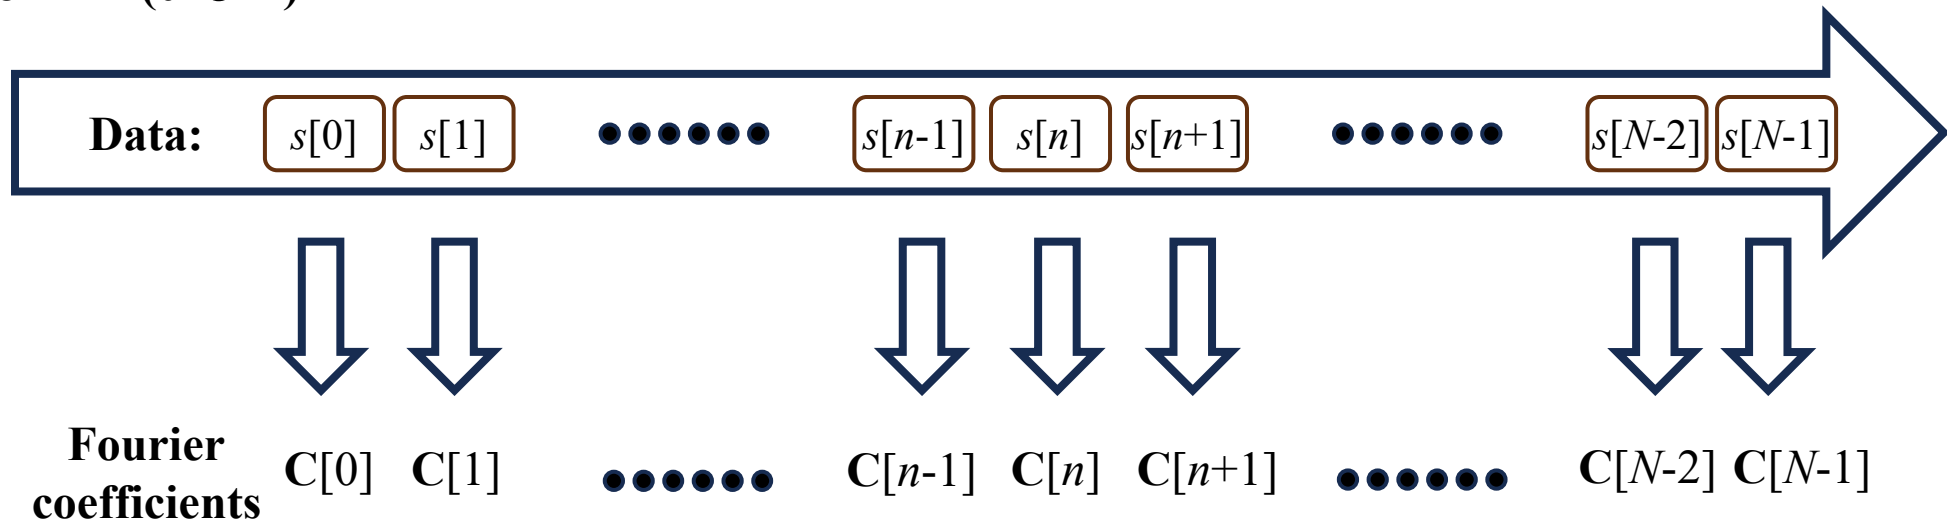 Data: s[0] s[1] s[n-1] s[n] s[n+1] s[N-2] s[N-1]
Fourier
coefficients
C[0] C[1] C[n-1] C[n] C[n+1] C[N-2] C[N-1]